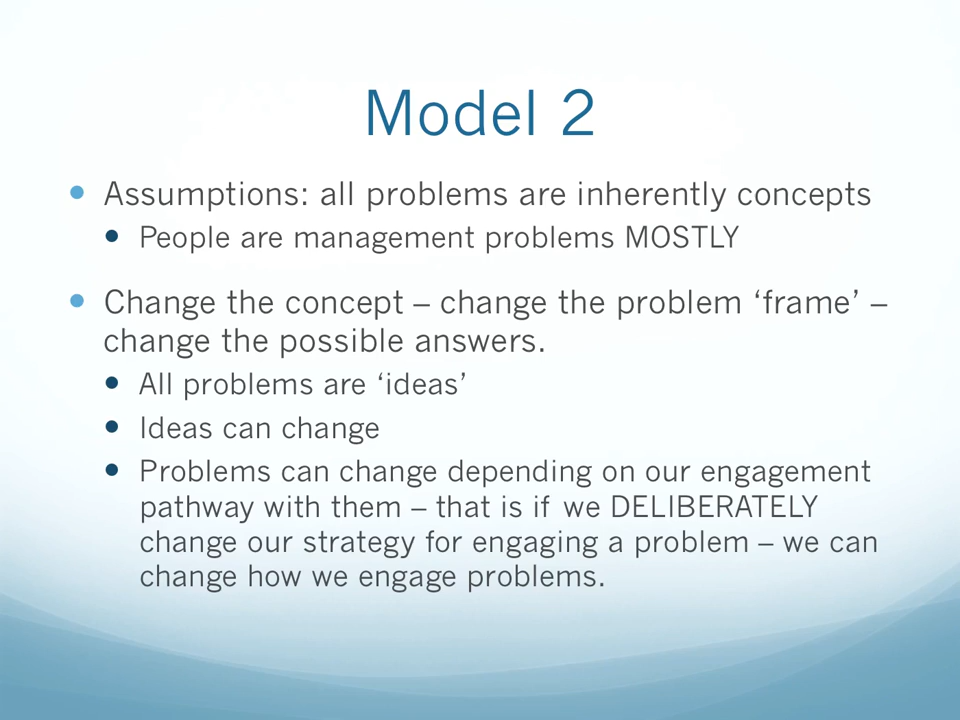 Model 2
Assumptions: all problems are inherently concepts
People are management problems MOSTLY
Change the concept – change the problem ‘frame’ –
change the possible answers.
All problems are ‘ideas’
Ideas can change
Problems can change depending on our engagement
pathway with them – that is if we DELIBERATELY
change our strategy for engaging a problem – we can
change how we engage problems.